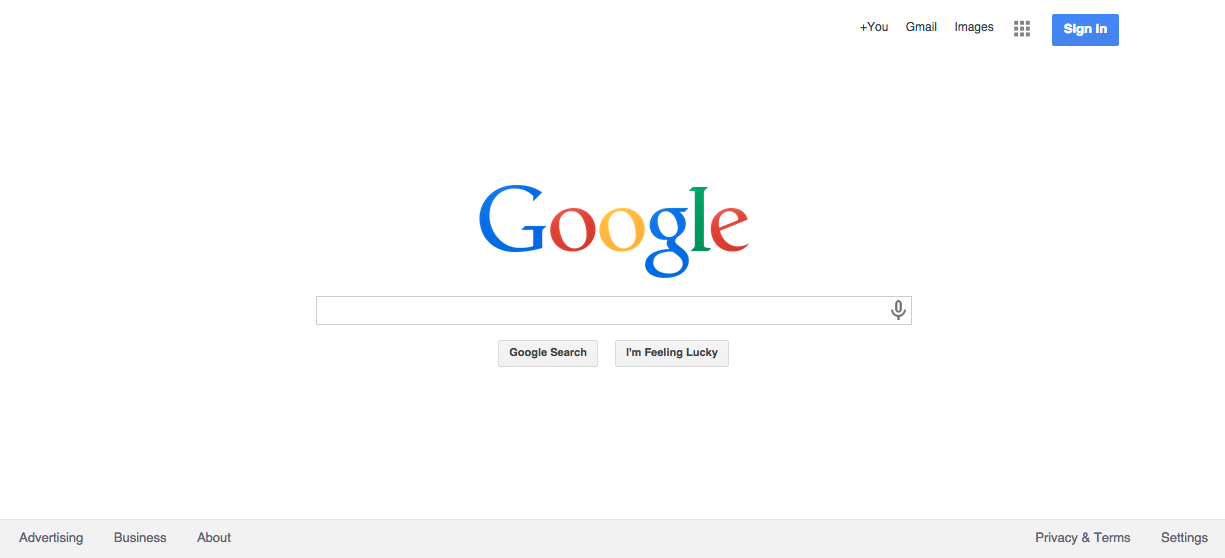 +You Gmail Images Sign in
Google
Google Search I'm Feeling Lucky
Advertising Business About Privacy & Terms Settings